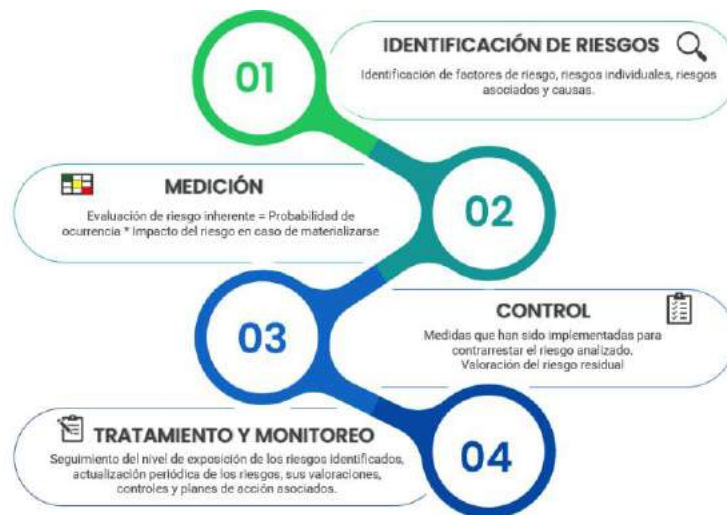 01
IDENTIFICACIÓN DE RIESGOS
Identificación de factores de riesgo, riesgos individuales, riesgos
asociados y causas.
MEDICIÓN
Evaluación de riesgo inherente = Probabilidad de
ocurrencia * Impacto del riesgo en caso de materializarse
02
03
CONTROL
Medidas que han sido implementadas para
contrarrestar el riesgo analizado.
Valoración del riesgo residual
TRATAMIENTO Y MONITOREO
Seguimiento del nivel de exposición de los riesgos identificados,
actualización periódica de los riesgos, sus valoraciones,
controles y planes de acción asociados.
04